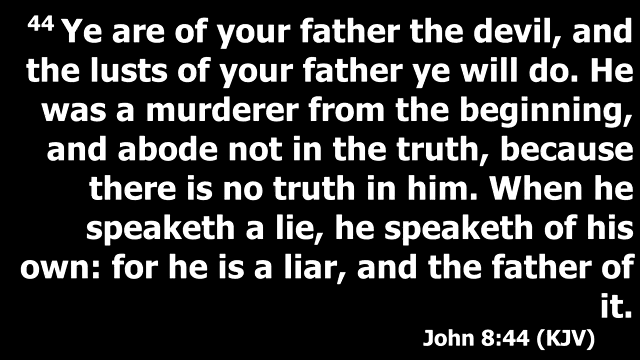 44 Ye are of your father the devil, and
the lusts of your father ye will do. He
was a murderer from the beginning,
and abode not in the truth, because
there is no truth in him. When he
speaketh a lie, he speaketh of his
own: for he is a liar, and the father of
it.
John 8:44 (KJV)